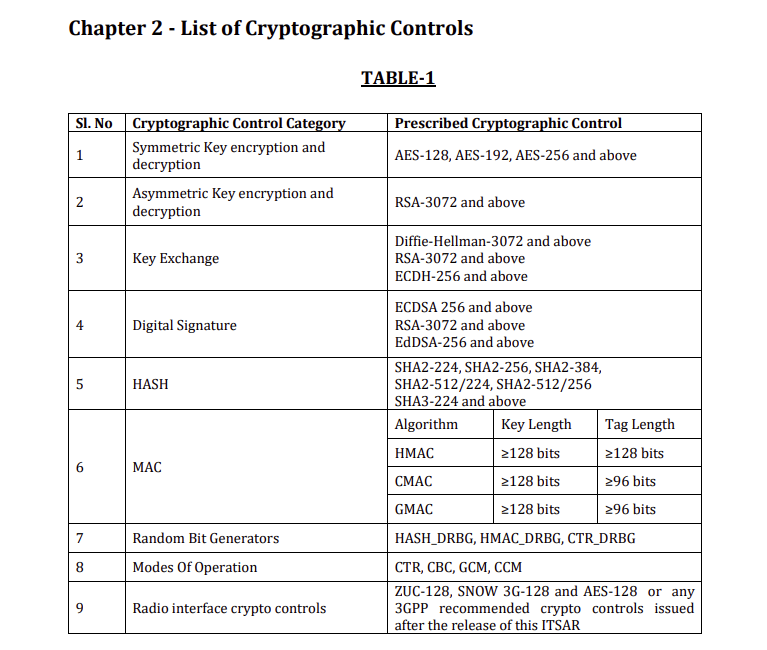 Chapter 2 - List of Cryptographic Controls
TABLE-1
Sl. No Cryptographic Control Category Prescribed Cryptographic Control
1 Symmetric Key encryption and decryption AES-128, AES-192, AES-256 and above
2 Asymmetric Key encryption and decryption RSA-3072 and above
3 Key Exchange Diffie-Hellman-3072 and above
RSA-3072 and above
ECDH-256 and above
4 Digital Signature ECDSA 256 and above
RSA-3072 and above
EdDSA-256 and above
5 HASH SHA2-224, SHA2-256, SHA2-384,
SHA2-512/224, SHA2-512/256
SHA3-224 and above
6 MAC Algorithm Key Length Tag Length
HMAC ≥128 bits ≥128 bits
CMAC ≥128 bits ≥96 bits
GMAC ≥128 bits ≥96 bits
7 Random Bit Generators HASH_DRBG, HMAC_DRBG, CTR_DRBG
8 Modes Of Operation CTR, CBC, GCM, CCM
9 Radio interface crypto controls ZUC-128, SNOW 3G-128 and AES-128 or any
3GPP recommended crypto controls issued
after the release of this ITSAR